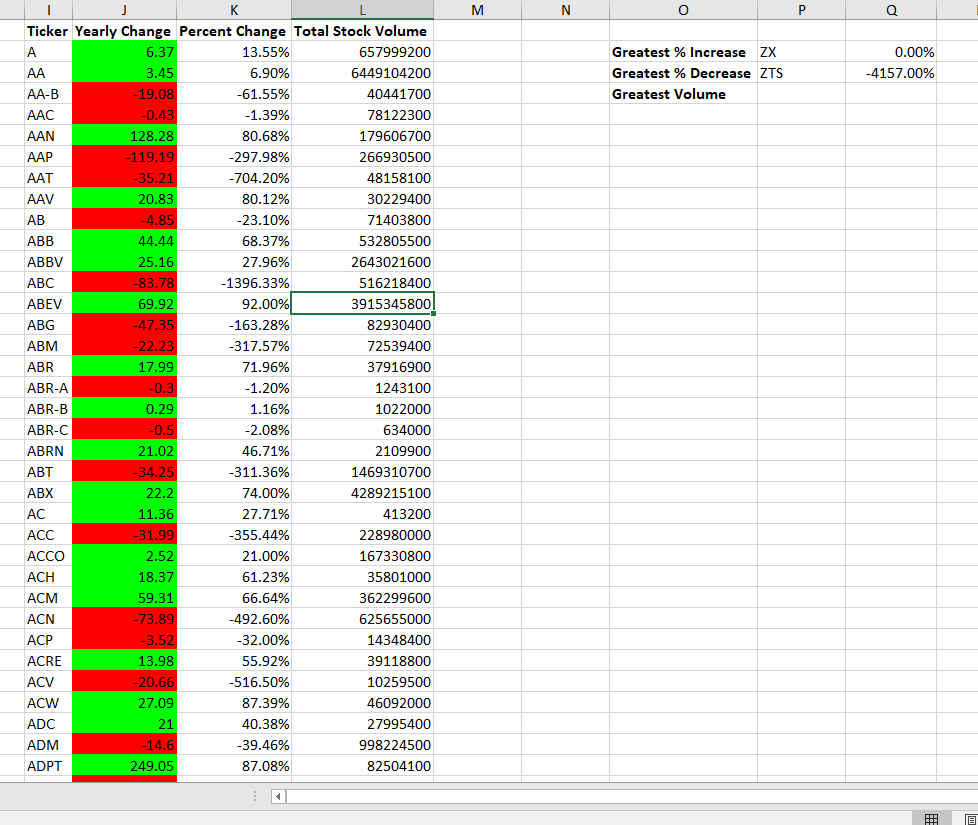 I J K L M N O P Q
Ticker Yearly Change Percent Change Total Stock Volume
A 6.37 13.55% 657999200 Greatest % Increase ZX 0.00%
AA 3.45 6.90% 6449104200 Greatest % Decrease ZTS -4157.00%
AA-B -19.08 -61.55% 40441700 Greatest Volume
AAC -0.43 -1.39% 78122300
AAN 128.28 80.68% 179606700
AAP -119.19 -297.98% 266930500
AAT -35.21 -704.20% 48158100
AAV 20.83 80.12% 30229400
AB -4.85 -23.10% 71403800
ABB 44.44 68.37% 532805500
ABBV 25.16 27.96% 2643021600
ABC -83.78 -1396.33% 516218400
ABEV 69.92 92.00% 3915345800
ABG -47.35 -163.28% 82930400
ABM -22.23 -317.57% 72539400
ABR 17.99 71.96% 37916900
ABR-A -0.3 -1.20% 1243100
ABR-B 0.29 1.16% 1022000
ABR-C -0.5 -2.08% 634000
ABRN 21.02 46.71% 2109900
ABT -34.25 -311.36% 1469310700
ABX 22.2 74.00% 4289215100
AC 11.36 27.71% 413200
ACC -31.99 -355.44% 228980000
ACCO 2.52 21.00% 167330800
ACH 18.37 61.23% 35801000
ACM 59.31 66.64% 362299600
ACN -73.89 -492.60% 625655000
ACP -3.52 -32.00% 14348400
ACRE 13.98 55.92% 39118800
ACV -20.66 -516.50% 10259500
ACW 27.09 87.39% 46092000
ADC 21 40.38% 27995400
ADM -14.6 -39.46% 998224500
ADPT 249.05 87.08% 82504100